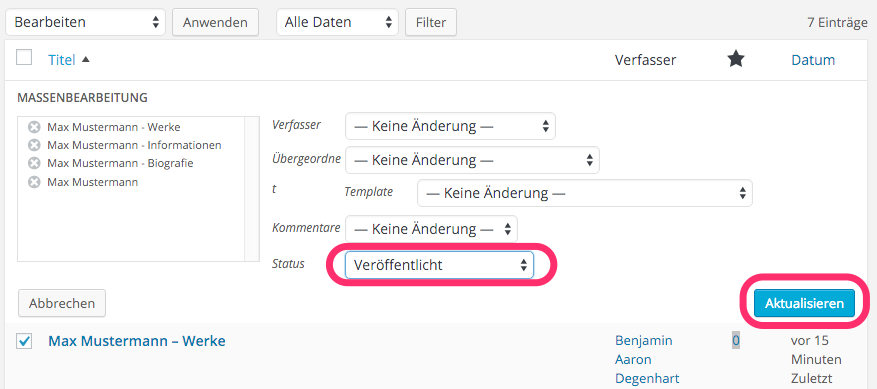 Bearbeiten Anwenden Alle Daten Filter 7 Einträge
Titel Verfasser Datum
MASSENBEARBEITUNG
Max Mustermann - Werke
Max Mustermann - Informationen
Max Mustermann - Biografie
Max Mustermann
Verfasser — Keine Änderung —
Übergeordne — Keine Änderung —
t Template — Keine Änderung —
Kommentare — Keine Änderung —
Status Veröffentlicht
Abbrechen Aktualisieren
Max Mustermann – Werke Benjamin 0 vor 15
Aaron Minuten
Degenhart Zuletzt